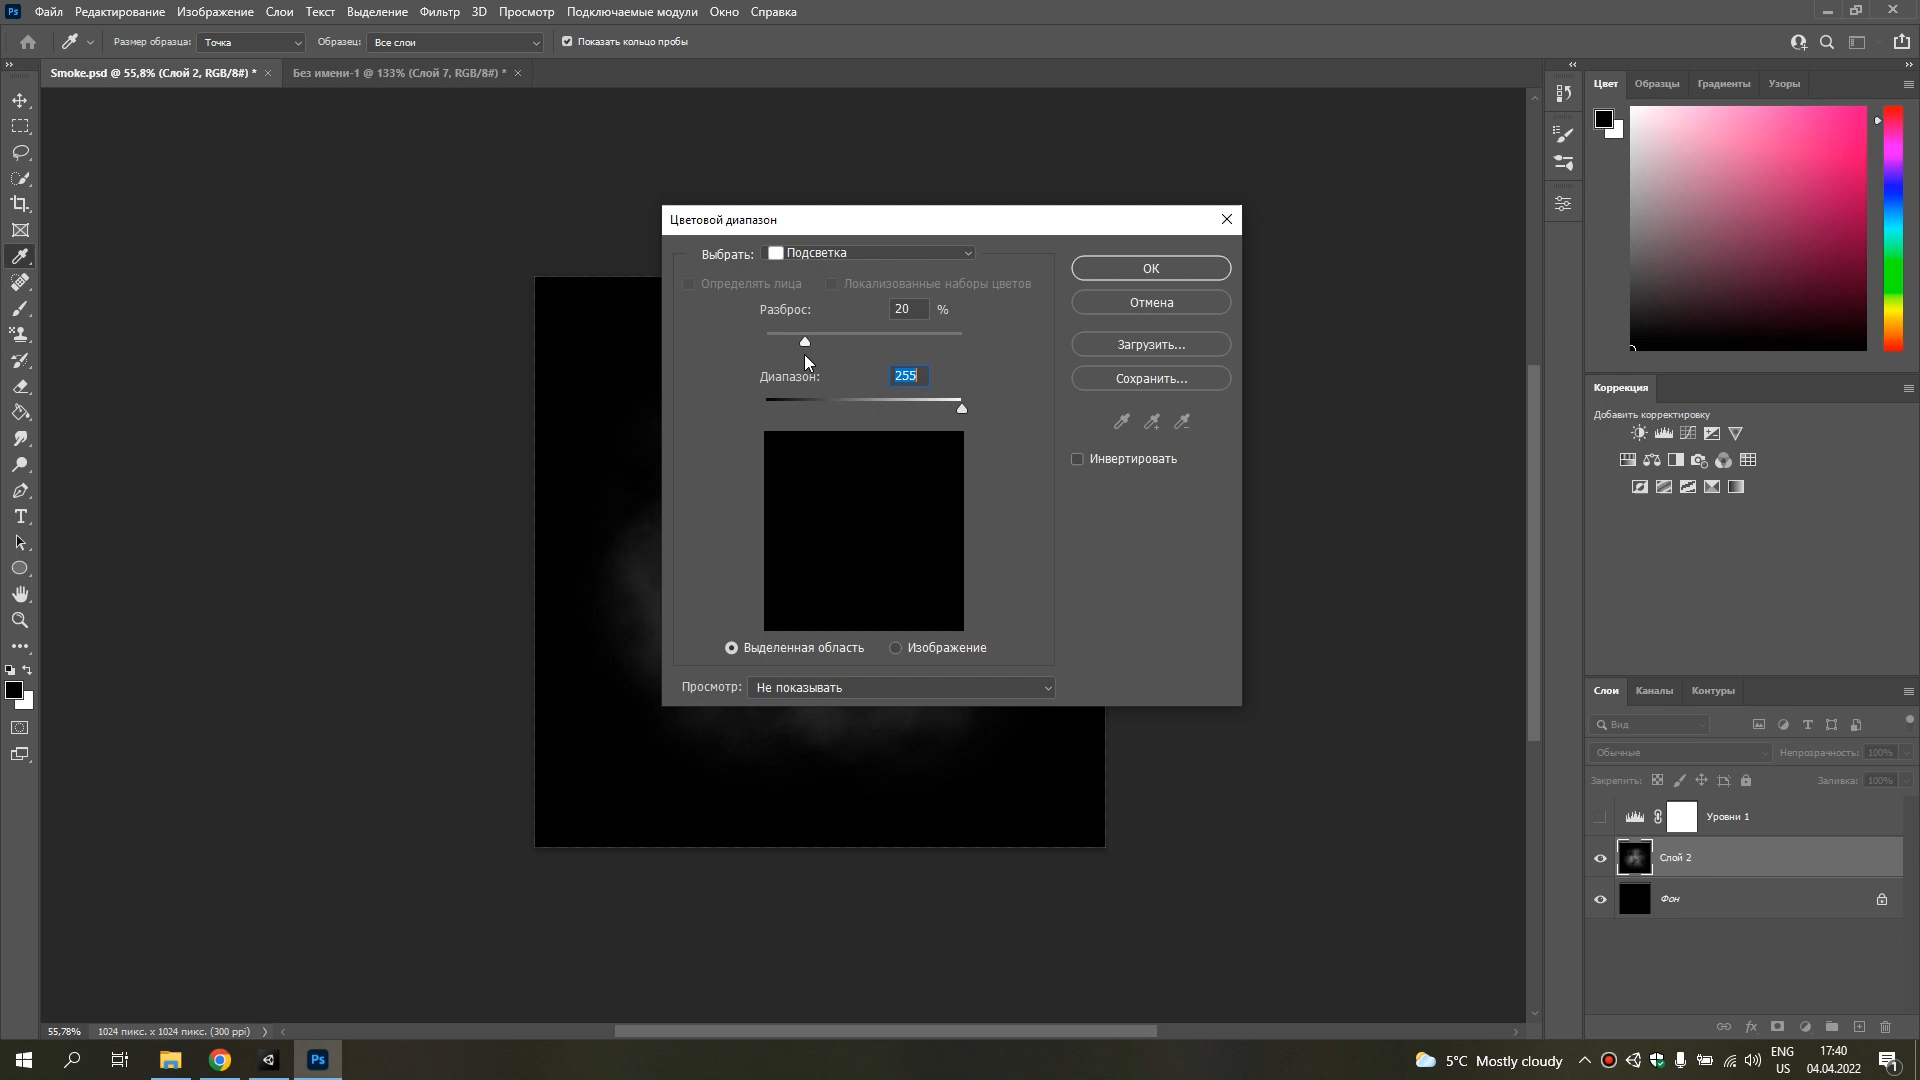 Ps Файл Редактирование Изображение Слои Текст Выделение Фильтр 3D Просмотр Подключаемые модули Окно Справка
Размер образца: Точка Образец: Все слои Показать кольцо пробы
Smoke.psd @ 55,8% (Слой 2, RGB/8#) * × Без имени-1 @ 133% (Слой 7, RGB/8#) * ×
Цвет Образцы Градиенты Узоры
Цветовой диапазон
Выбрать: Подсветка
Определять лица Локализованные наборы цветов
Разброс: 20 %
Диапазон: 255
Выделенная область Изображение
Просмотр: Не показывать
ОК
Отмена
Загрузить...
Сохранить...
Инвертировать
Коррекция
Добавить корректировку
Слои Каналы Контуры
Вид
Обычные Непрозрачность: 100%
Закрепить: Заливка: 100%
Уровни 1
Слой 2
Фон
fx
55,78% 1024 пикс. x 1024 пикс. (300 ppi)
Ps
5°C Mostly cloudy
ENG
US
17:40
04.04.2022
1